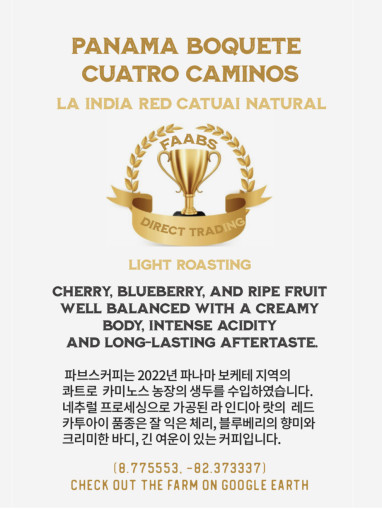 PANAMA BOQUETE
CUATRO CAMINOS
LA INDIA RED CATUAI NATURAL
FAABS
DIRECT TRADING
LIGHT ROASTING
CHERRY, BLUEBERRY, AND RIPE FRUIT
WELL BALANCED WITH A CREAMY
BODY, INTENSE ACIDITY
AND LONG-LASTING AFTERTASTE.
파브스커피는 2022년 파나마 보케테 지역의
콰트로 카미노스 농장의 생두를 수입하였습니다.
네추럴 프로세싱으로 가공된 라 인디아 랏의 레드
카투아이 품종은 잘 익은 체리, 블루베리의 향미와
크리미한 바디, 긴 여운이 있는 커피입니다.
(8.775553, -82.373337)
CHECK OUT THE FARM ON GOOGLE EARTH